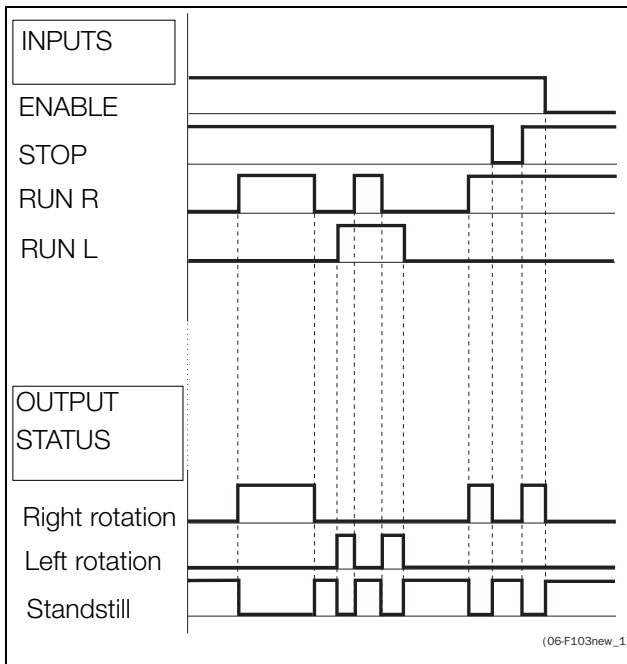 INPUTS
ENABLE
STOP
RUN R
RUN L
OUTPUT
STATUS
Right rotation
Left rotation
Standstill
(06-F103new_1)